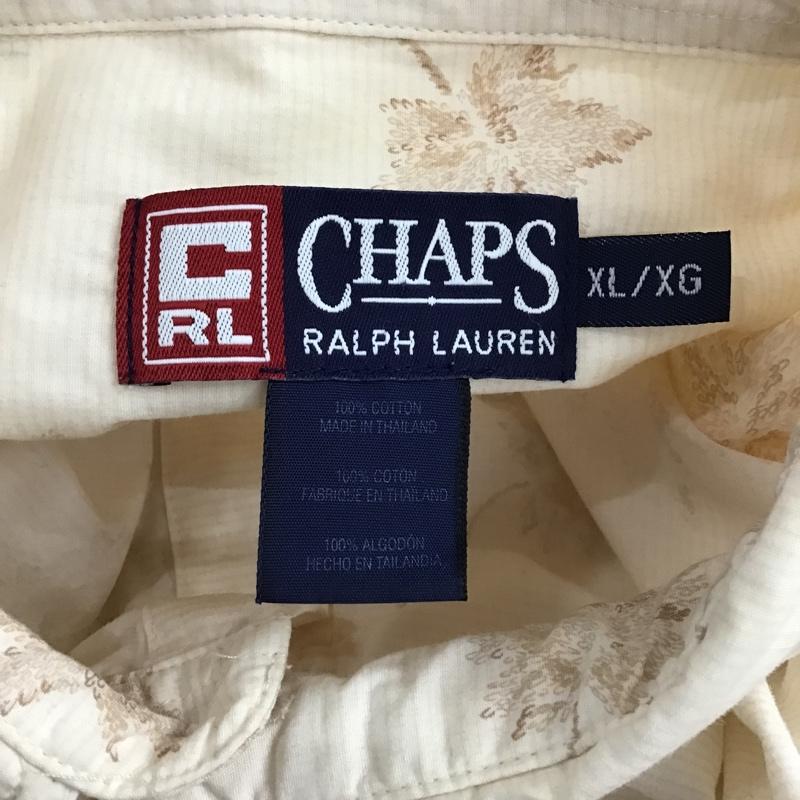 C
RL
CHAPS
RALPH LAUREN
XL/XG
100% COTTON
MADE IN THAILAND
100% COTON
FABRIQUE EN THAILAND
100% ALGODÓN
HECHO EN TAILANDIA